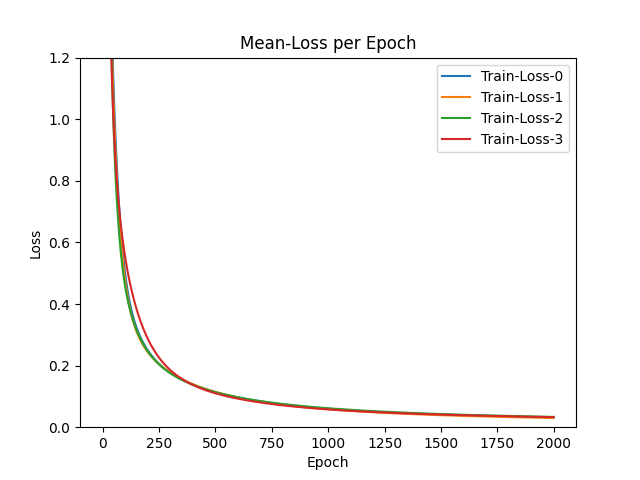 Mean-Loss per Epoch
1.2
1.0
0.8
0.6
0.4
0.2
0.0
Loss
Train-Loss-0
Train-Loss-1
Train-Loss-2
Train-Loss-3
0 250 500 750 1000 1250 1500 1750 2000
Epoch